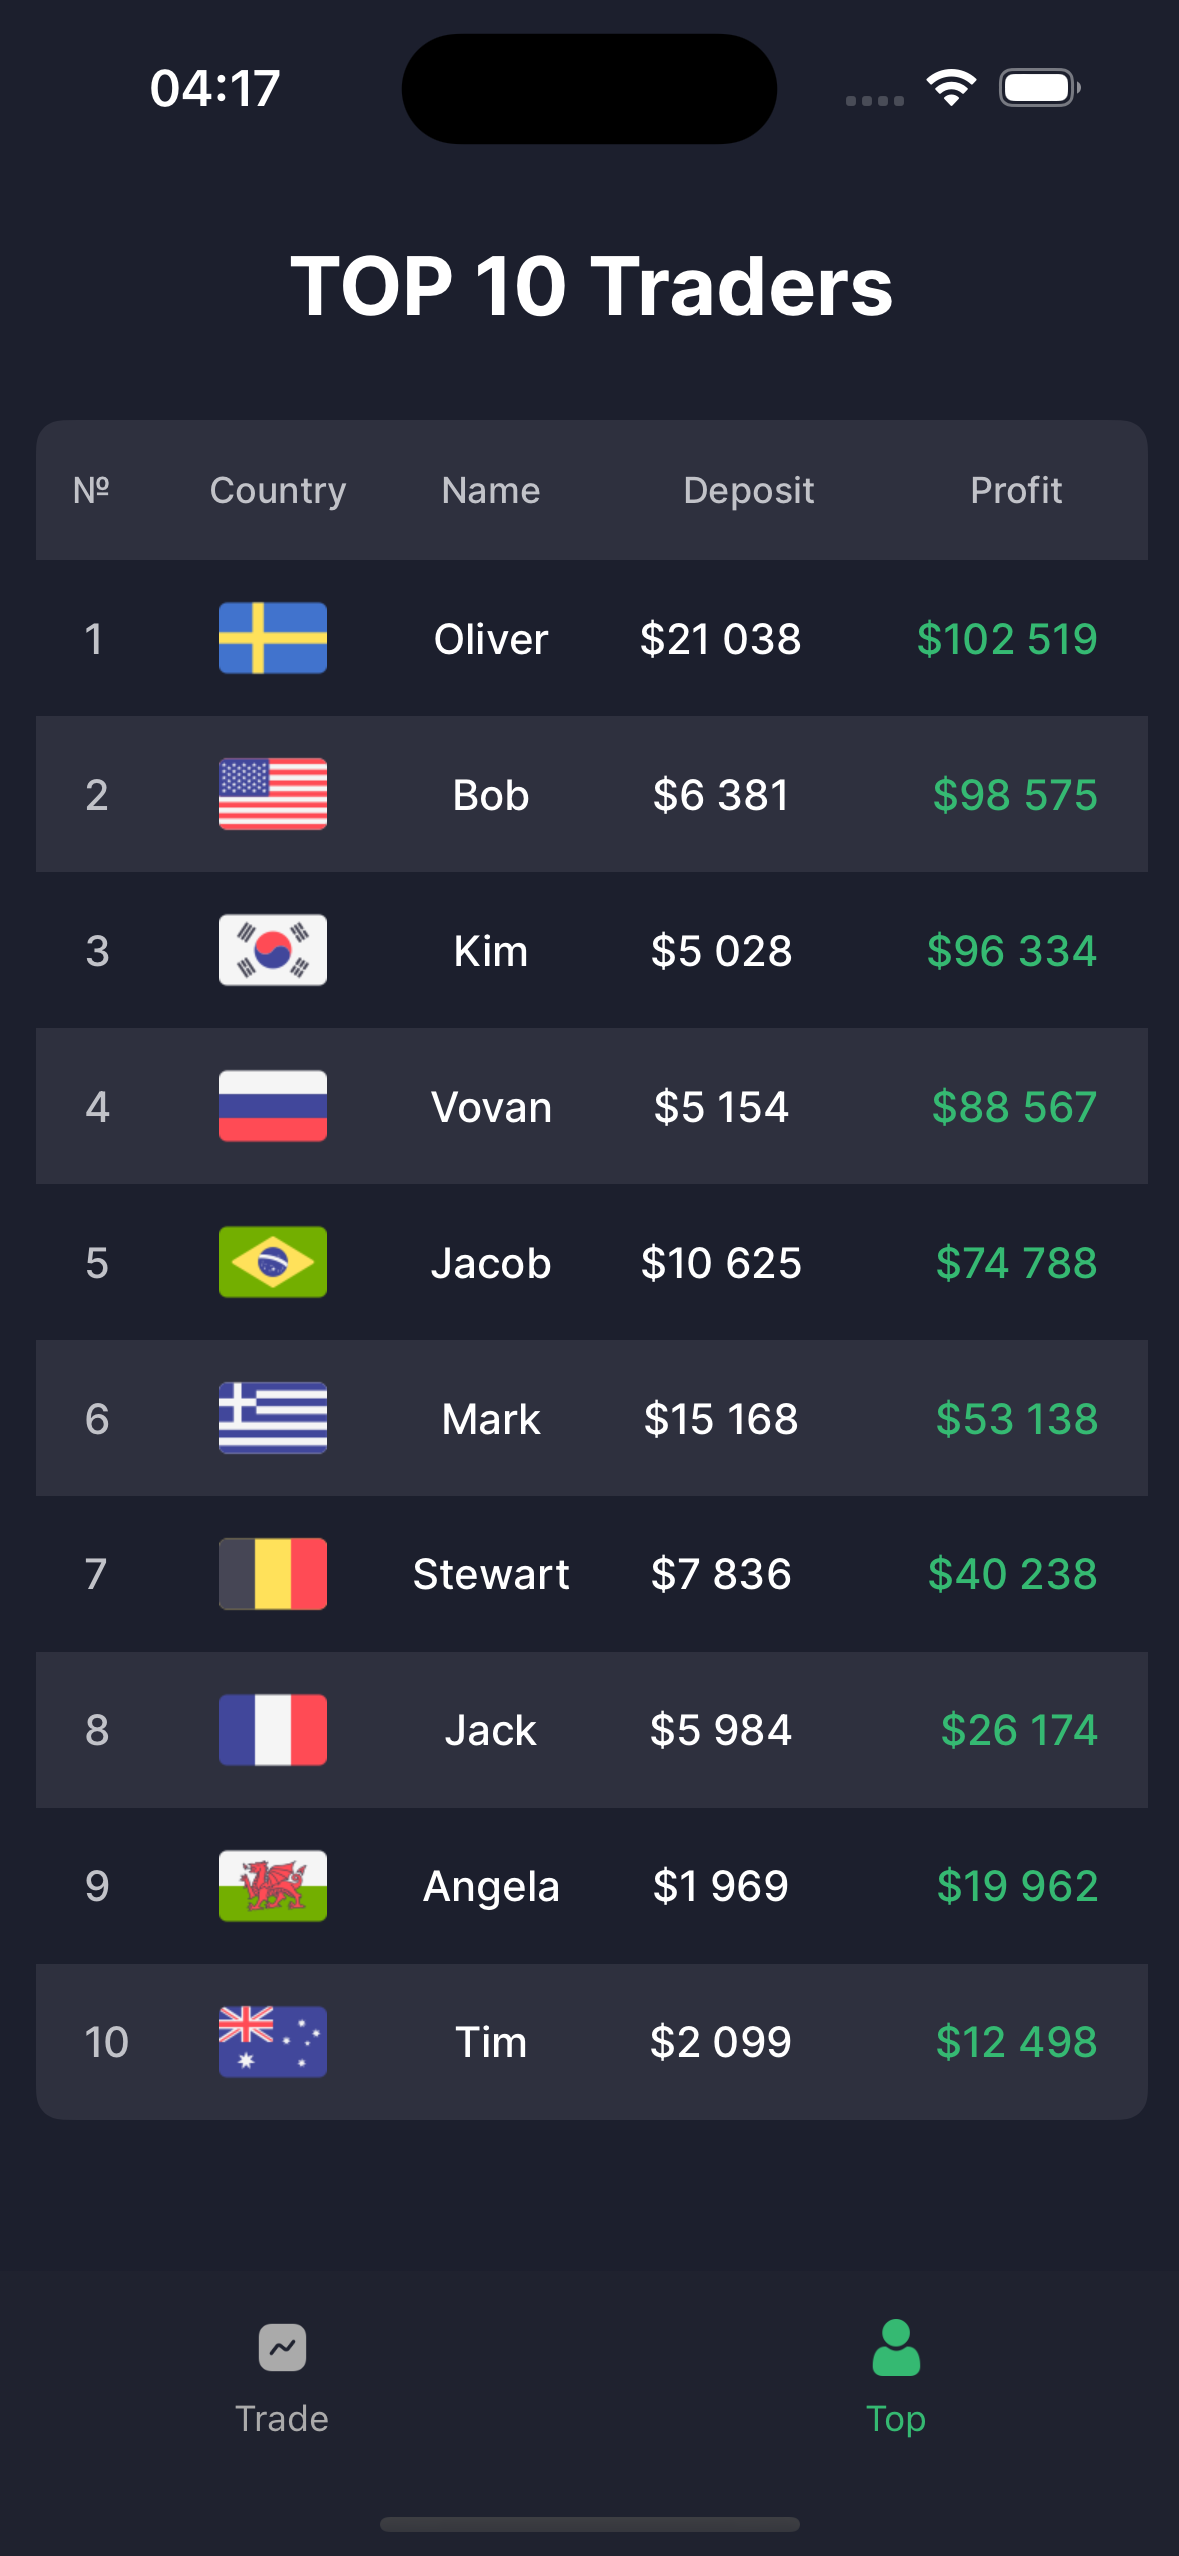 04:17
TOP 10 Traders
№ Country Name Deposit Profit
1 Oliver $21 038 $102 519
2 Bob $6 381 $98 575
3 Kim $5 028 $96 334
4 Vovan $5 154 $88 567
5 Jacob $10 625 $74 788
6 Mark $15 168 $53 138
7 Stewart $7 836 $40 238
8 Jack $5 984 $26 174
9 Angela $1 969 $19 962
10 Tim $2 099 $12 498
Trade Top